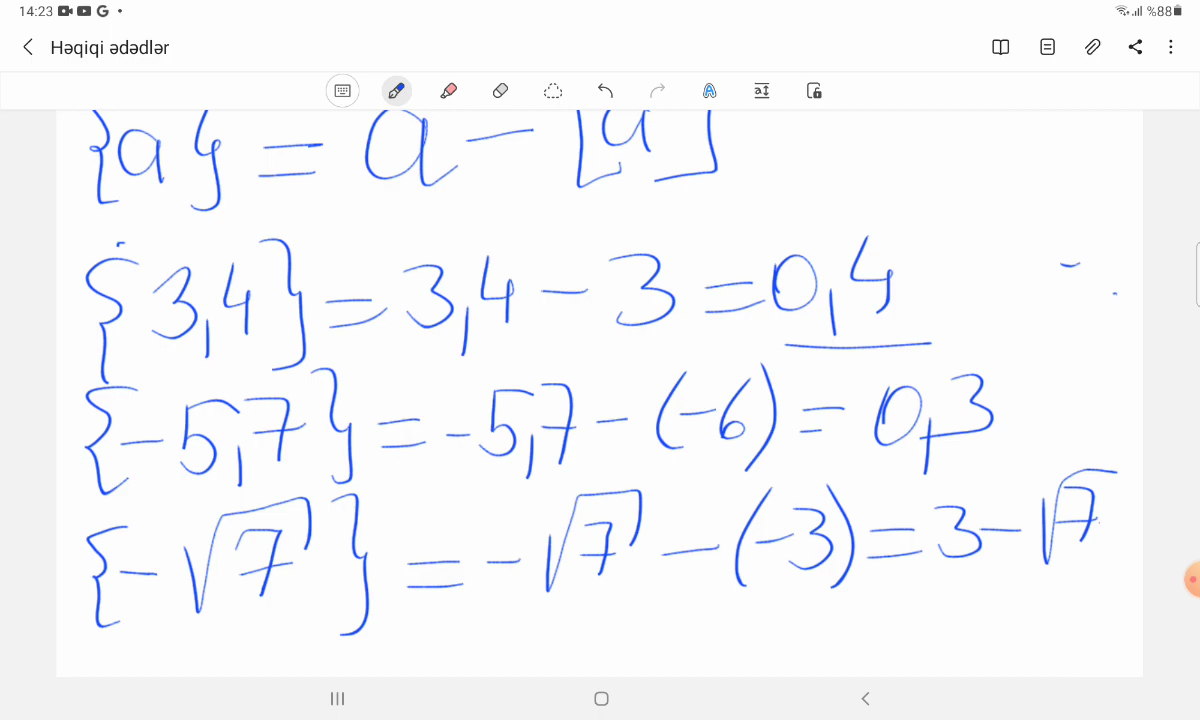 14:23 G • %88
Həqiqi ədədlər
{a} = a - [a]
{3,4} = 3,4 - 3 = 0,4
{-5,7} = -5,7 - (-6) = 0,3
{-√7} = -√7 - (-3) = 3 - √7